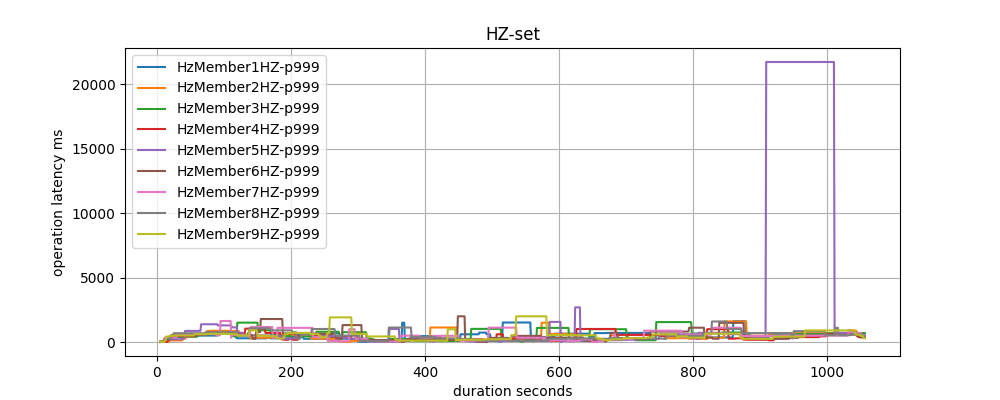 HZ-set
operation latency ms
20000
15000
10000
5000
0
HzMember1HZ-p999
HzMember2HZ-p999
HzMember3HZ-p999
HzMember4HZ-p999
HzMember5HZ-p999
HzMember6HZ-p999
HzMember7HZ-p999
HzMember8HZ-p999
HzMember9HZ-p999
0 200 400 600 800 1000
duration seconds